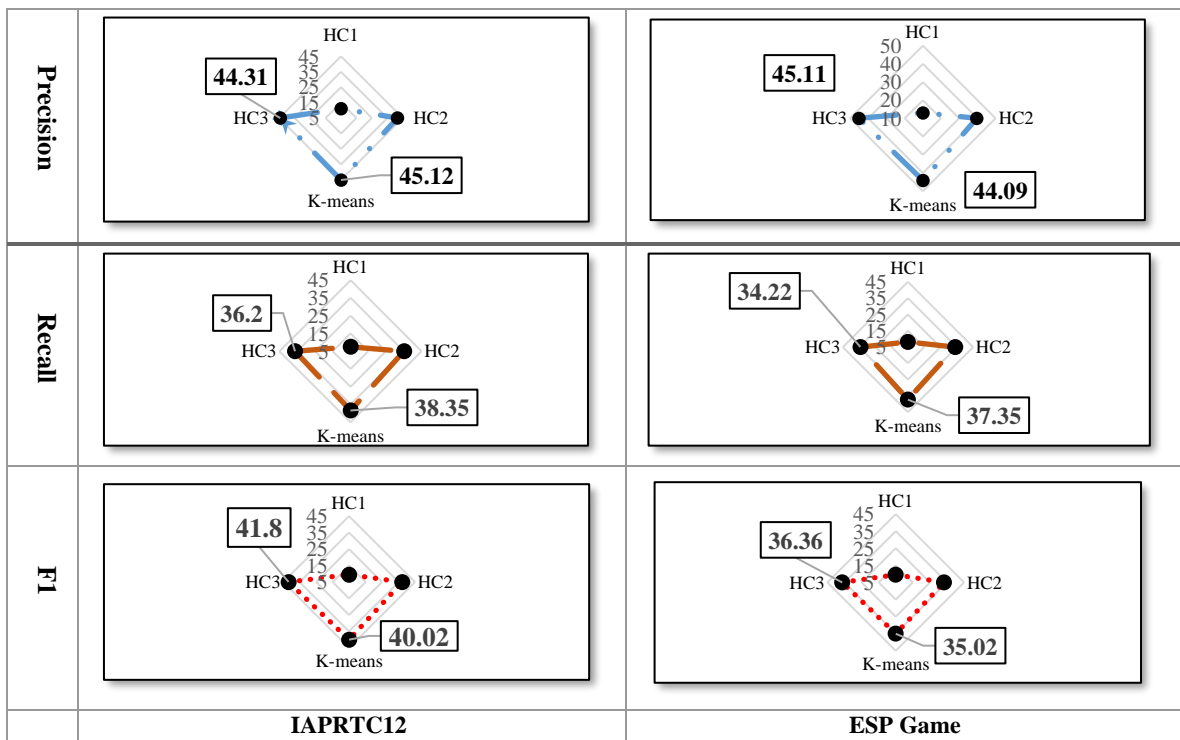 Precision
HC1
45
35
25
15
5
44.31
HC3
HC2
45.12
K-means
HC1
50
40
30
20
10
45.11
HC3
HC2
44.09
K-means
Recall
HC1
45
35
25
15
5
36.2
HC3
HC2
38.35
K-means
HC1
45
35
25
15
5
34.22
HC3
HC2
37.35
K-means
F1
HC1
45
35
25
15
5
41.8
HC3
HC2
40.02
K-means
HC1
45
35
25
15
5
36.36
HC3
HC2
35.02
K-means
IAPRTC12
ESP Game